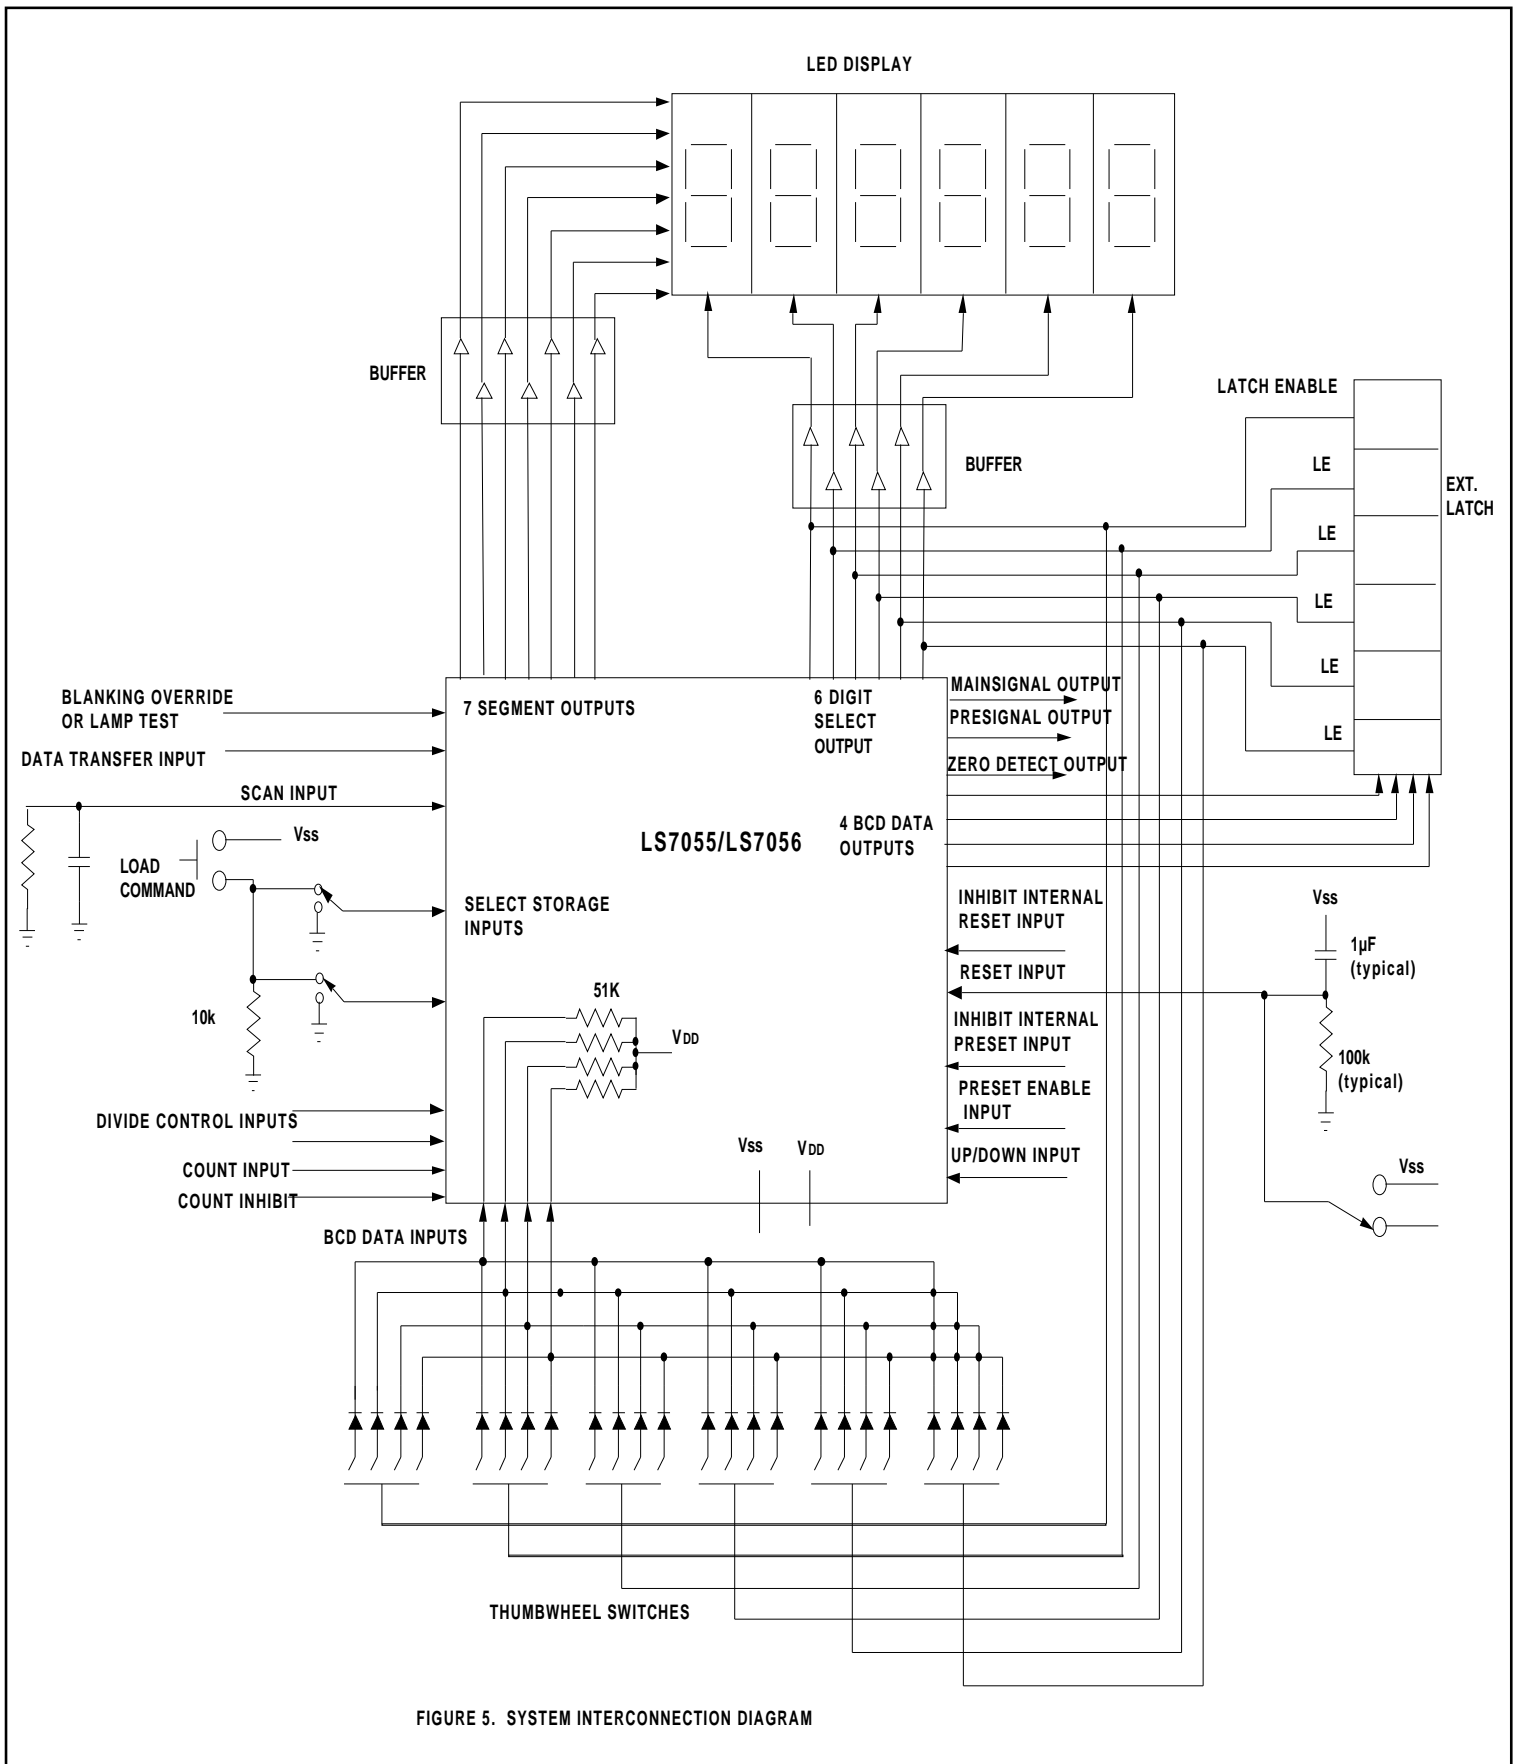 LED DISPLAY
BUFFER
LATCH ENABLE
BUFFER
LE
EXT.
LATCH
LE
LE
LE
LE
BLANKING OVERRIDE
OR LAMP TEST
7 SEGMENT OUTPUTS
6 DIGIT
SELECT
OUTPUT
MAINSIGNAL OUTPUT
PRESIGNAL OUTPUT
DATA TRANSFER INPUT
ZERO DETECT OUTPUT
SCAN INPUT
Vss
LOAD
COMMAND
LS7055/LS7056
4 BCD DATA
OUTPUTS
SELECT STORAGE
INPUTS
INHIBIT INTERNAL
RESET INPUT
Vss
1µF
(typical)
RESET INPUT
51K
10k
VDD
INHIBIT INTERNAL
PRESET INPUT
100k
(typical)
PRESET ENABLE
INPUT
DIVIDE CONTROL INPUTS
Vss
VDD
UP/DOWN INPUT
COUNT INPUT
Vss
COUNT INHIBIT
BCD DATA INPUTS
THUMBWHEEL SWITCHES
FIGURE 5. SYSTEM INTERCONNECTION DIAGRAM